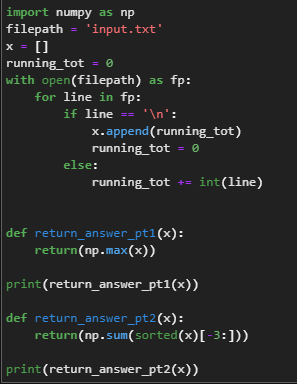 import numpy as np
filepath = 'input.txt'
x = []
running_tot = 0
with open(filepath) as fp:
    for line in fp:
        if line == '\n':
            x.append(running_tot)
            running_tot = 0
        else:
            running_tot += int(line)


def return_answer_pt1(x):
    return(np.max(x))

print(return_answer_pt1(x))

def return_answer_pt2(x):
    return(np.sum(sorted(x)[-3:]))

print(return_answer_pt2(x))